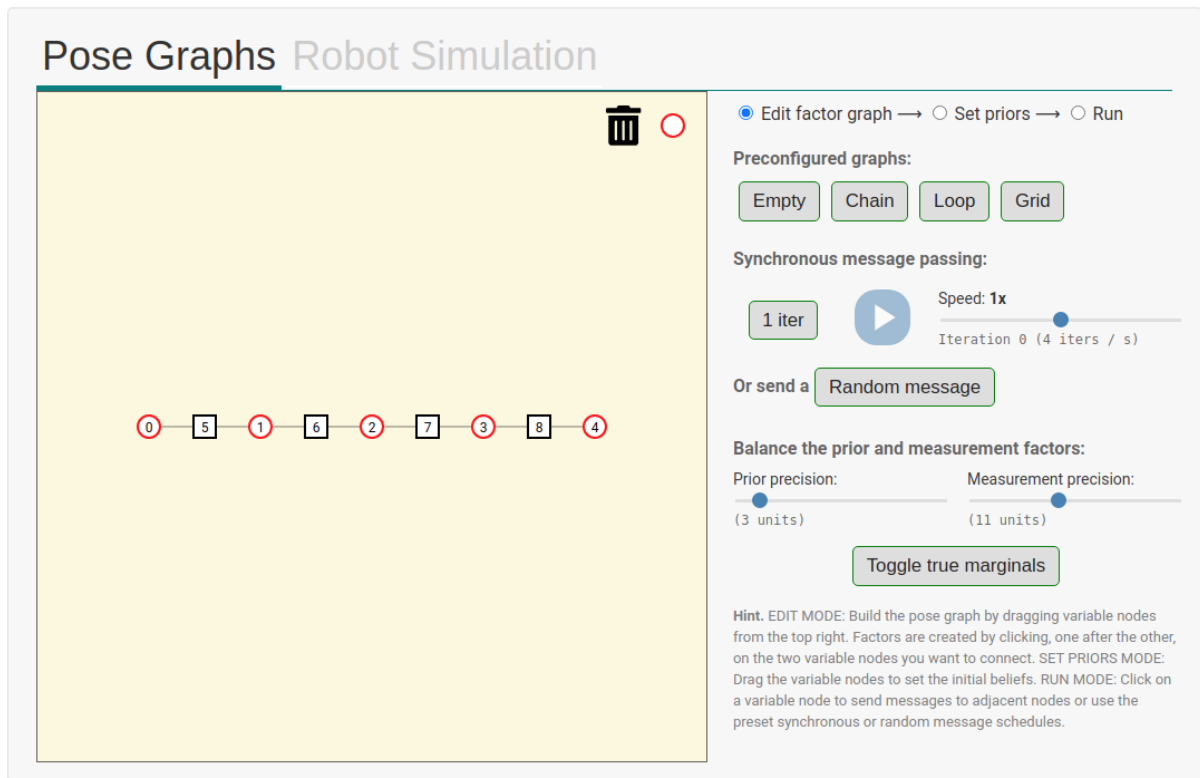 Pose Graphs Robot Simulation
Edit factor graph ⟶ Set priors ⟶ Run
Preconfigured graphs:
Empty Chain Loop Grid
Synchronous message passing:
1 iter
Speed: 1x
Iteration 0 (4 iters / s)
Or send a Random message
0 5 1 6 2 7 3 8 4
Balance the prior and measurement factors:
Prior precision: Measurement precision:
(3 units) (11 units)
Toggle true marginals
Hint. EDIT MODE: Build the pose graph by dragging variable nodes
from the top right. Factors are created by clicking, one after the other,
on the two variable nodes you want to connect. SET PRIORS MODE:
Drag the variable nodes to set the initial beliefs. RUN MODE: Click on
a variable node to send messages to adjacent nodes or use the
preset synchronous or random message schedules.